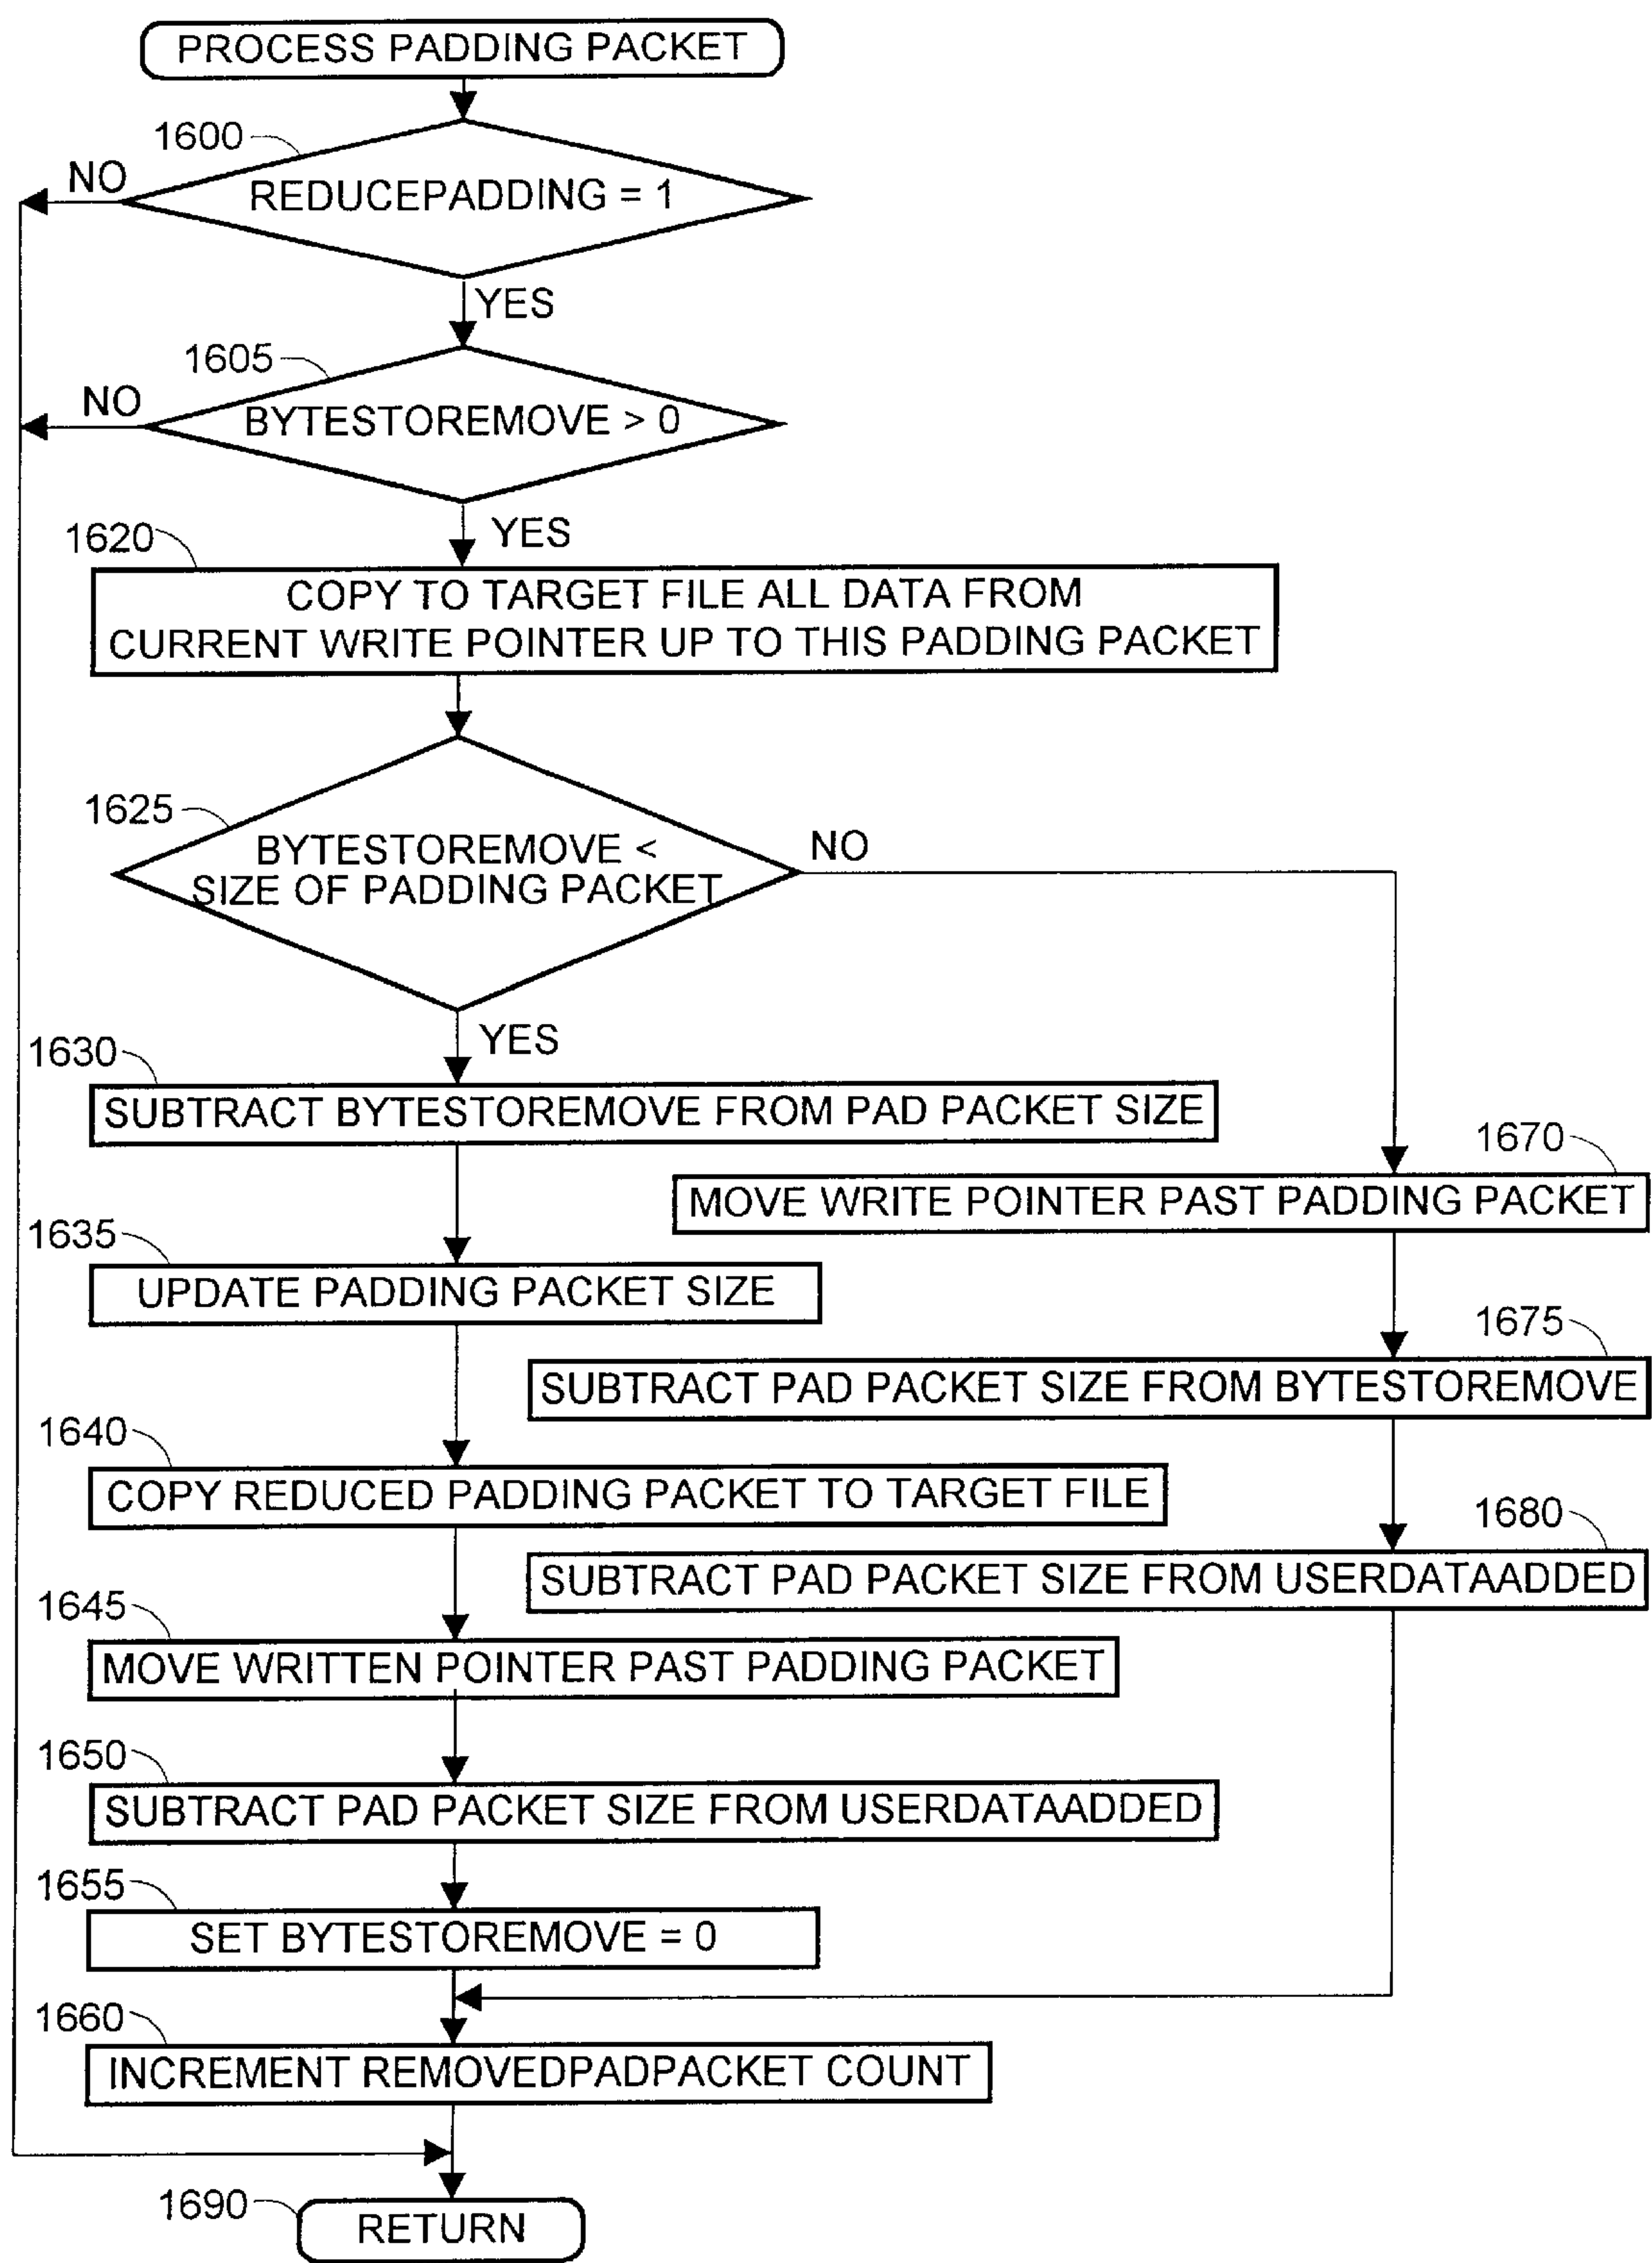 PROCESS PADDING PACKET
1600
NO
REDUCEPADDING = 1
YES
1605
NO
BYTESTOREMOVE > 0
YES
1620
COPY TO TARGET FILE ALL DATA FROM
CURRENT WRITE POINTER UP TO THIS PADDING PACKET
1625
NO
BYTESTOREMOVE <
SIZE OF PADDING PACKET
YES
1630
SUBTRACT BYTESTOREMOVE FROM PAD PACKET SIZE
1670
MOVE WRITE POINTER PAST PADDING PACKET
1635
UPDATE PADDING PACKET SIZE
1675
SUBTRACT PAD PACKET SIZE FROM BYTESTOREMOVE
1640
COPY REDUCED PADDING PACKET TO TARGET FILE
1680
SUBTRACT PAD PACKET SIZE FROM USERDATAADDED
1645
MOVE WRITTEN POINTER PAST PADDING PACKET
1650
SUBTRACT PAD PACKET SIZE FROM USERDATAADDED
1655
SET BYTESTOREMOVE = 0
1660
INCREMENT REMOVEDPADPACKET COUNT
1690
RETURN